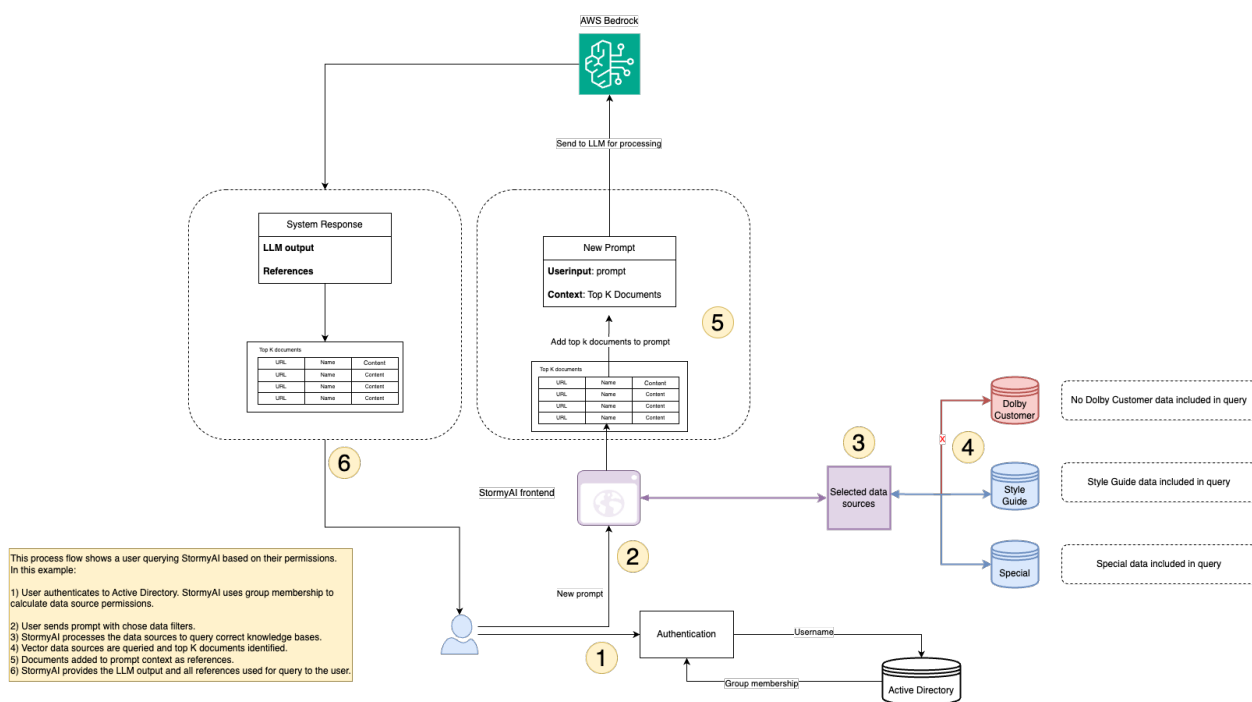 AWS Bedrock
Send to LLM for processing
System Response
LLM output
References
Top K documents
URL Name Content
URL Name Content
URL Name Content
URL Name Content
6
New Prompt
Userinput: prompt
Context: Top K Documents
5
Add top k documents to prompt
Top K documents
URL Name Content
URL Name Content
URL Name Content
URL Name Content
StormyAI frontend
2
New prompt
3
Selected data
sources
X
4
Dolby
Customer
No Dolby Customer data included in query
Style
Guide
Style Guide data included in query
Special
Special data included in query
This process flow shows a user querying StormyAI based on their permissions.
In this example:
1) User authenticates to Active Directory. StormyAI uses group membership to
calculate data source permissions.
2) User sends prompt with chose data filters.
3) StormyAI processes the data sources to query correct knowledge bases.
4) Vector data sources are queried and top K documents identified.
5) Documents added to prompt context as references.
6) StormyAI provides the LLM output and all references used for query to the user.
1
Authentication
Username
Group membership
Active Directory